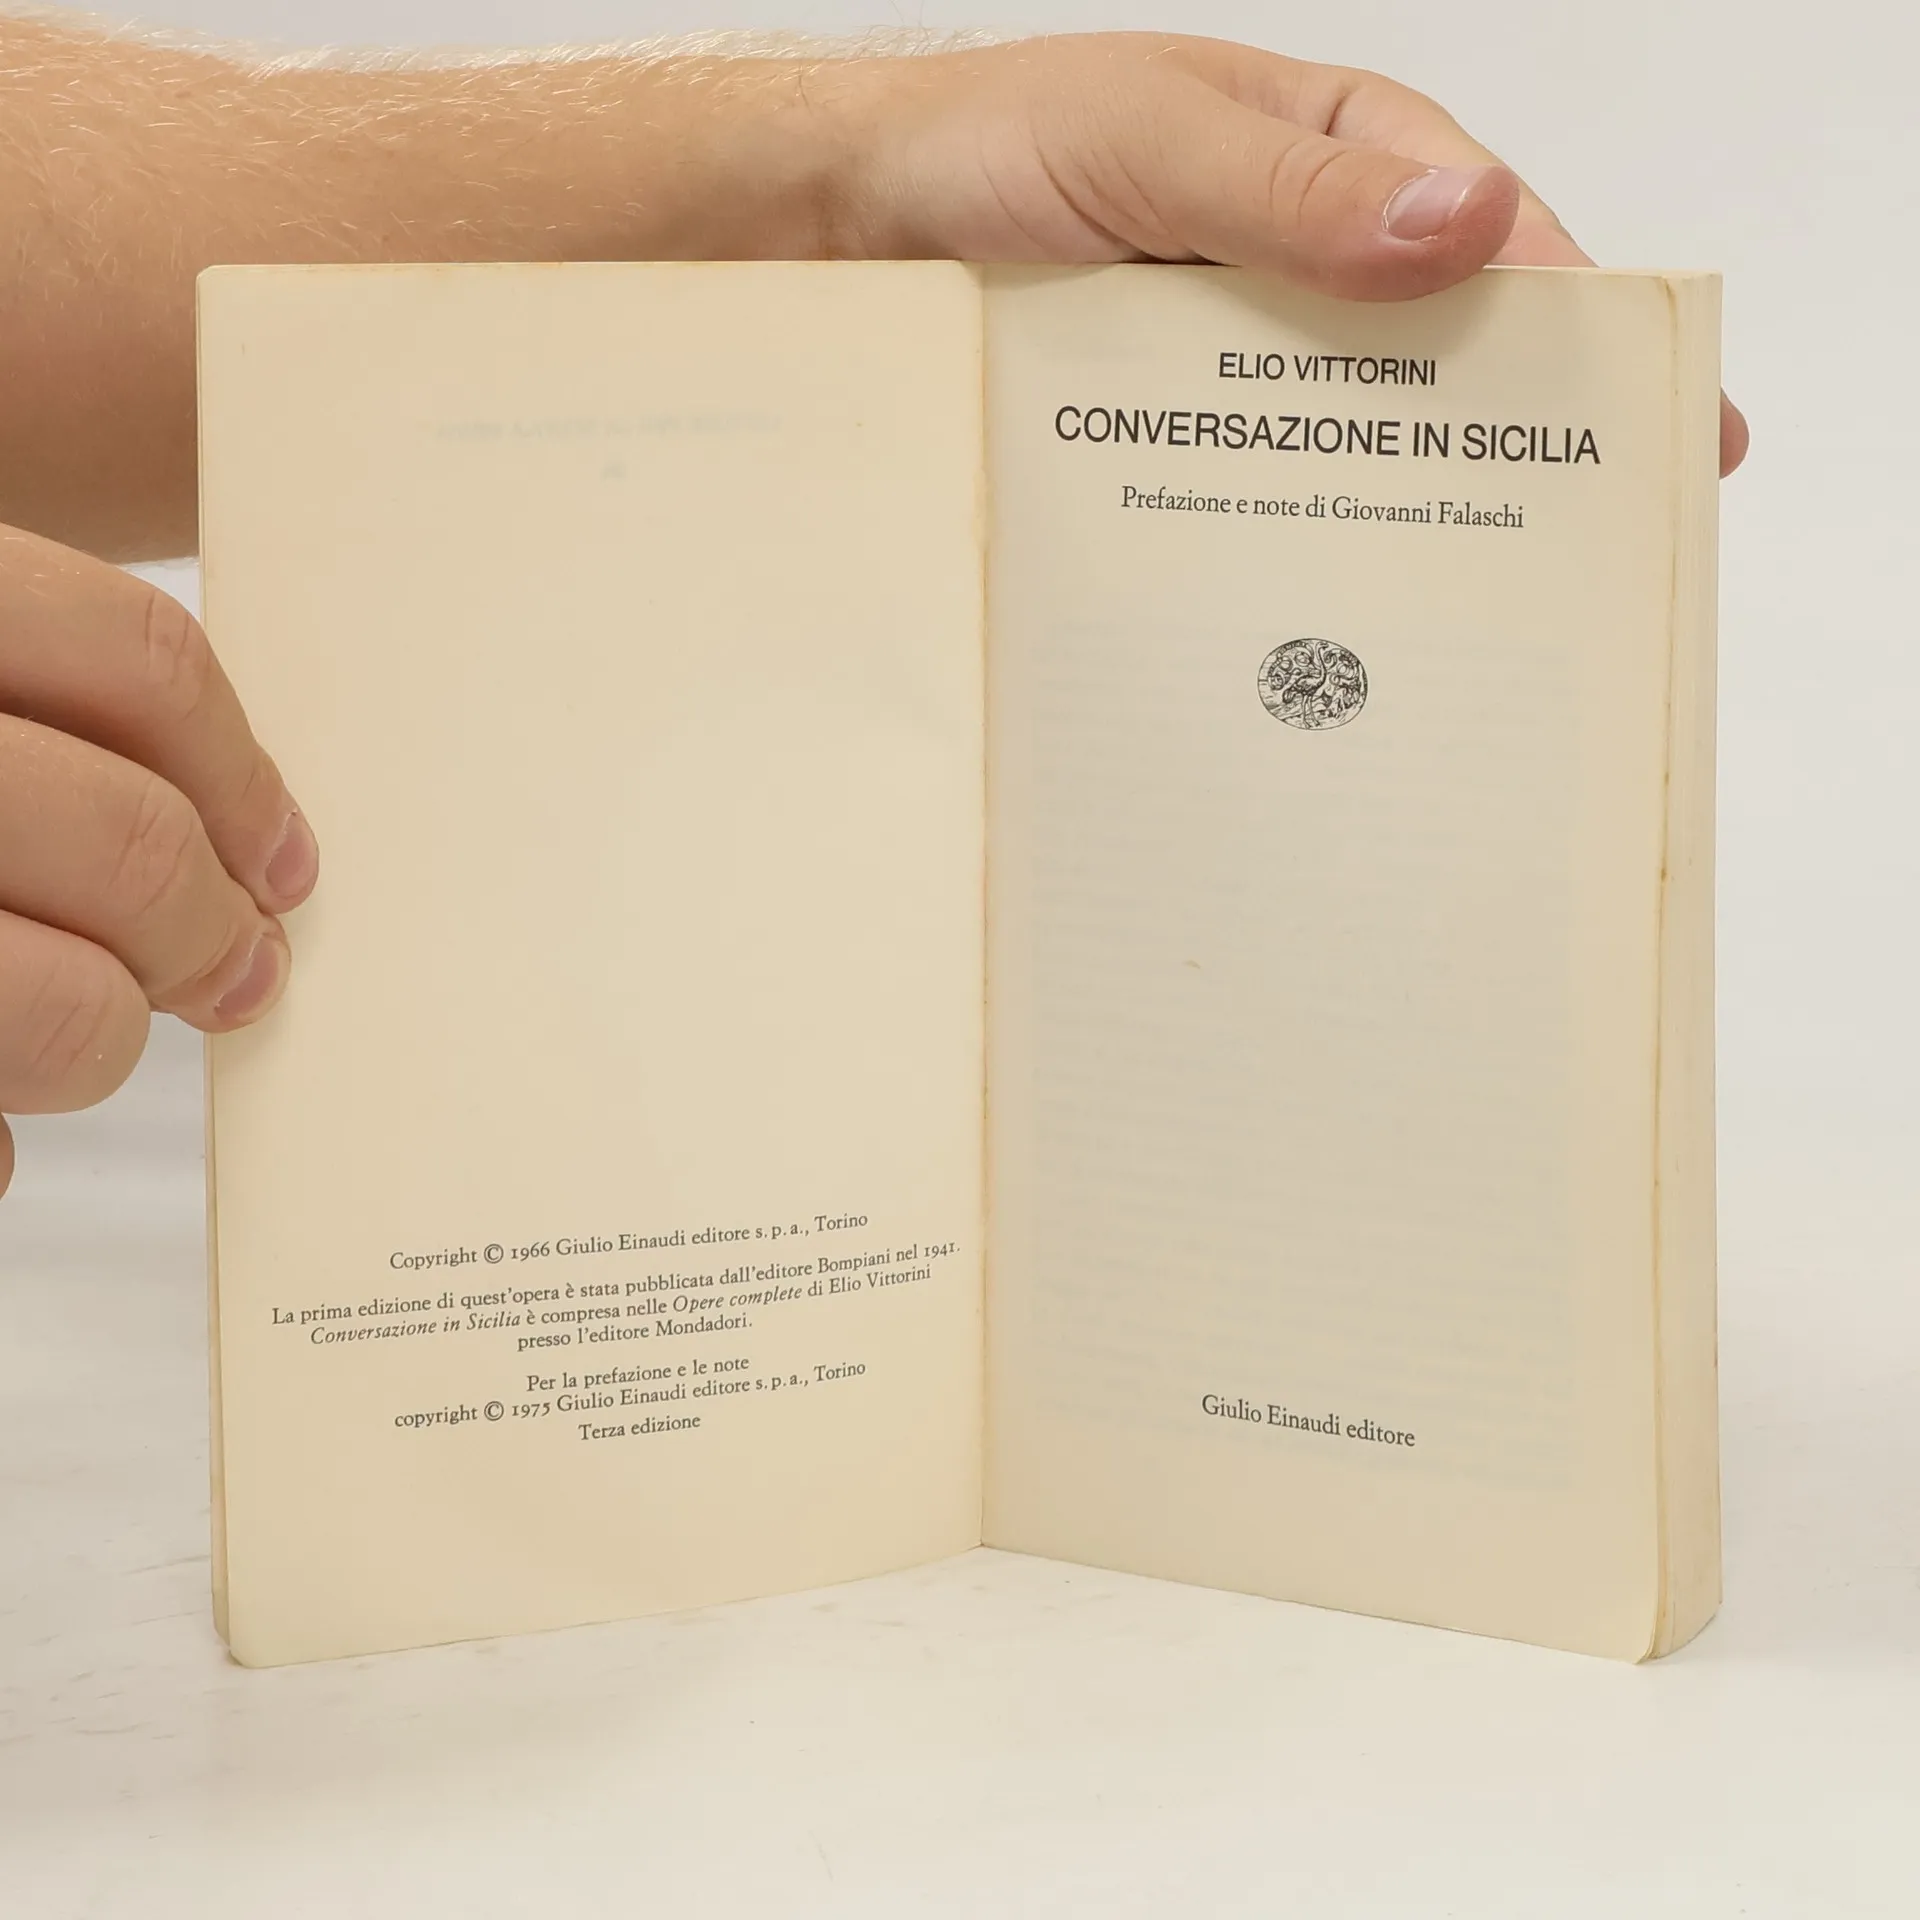 Copyright © 1966 Giulio Einaudi editore s. p. a., Torino
La prima edizione di quest'opera è stata pubblicata dall'editore Bompiani nel 1941.
Conversazione in Sicilia è compresa nelle Opere complete di Elio Vittorini
presso l'editore Mondadori.
Per la prefazione e le note
copyright © 1975 Giulio Einaudi editore s. p. a., Torino
Terza edizione
ELIO VITTORINI
CONVERSAZIONE IN SICILIA
Prefazione e note di Giovanni Falaschi
Giulio Einaudi editore